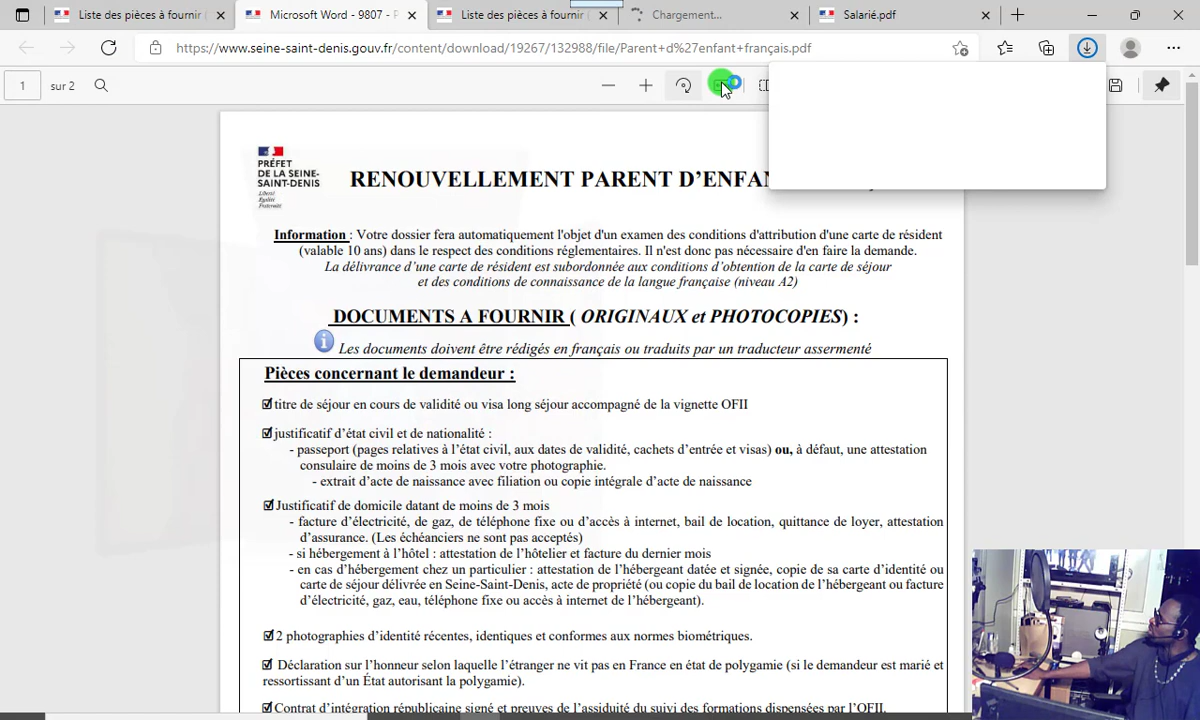 Liste des pièces à fournir
Microsoft Word - 9807 - P
Liste des pièces à fournir
Chargement...
Salarié.pdf
https://www.seine-saint-denis.gouv.fr/content/download/19267/132988/file/Parent+d%27enfant+français.pdf
1 sur 2
PRÉFET
DE LA SEINE-
SAINT-DENIS
Liberté
Égalité
Fraternité
RENOUVELLEMENT PARENT D’ENFA
Information : Votre dossier fera automatiquement l'objet d'un examen des conditions d'attribution d'une carte de résident
(valable 10 ans) dans le respect des conditions réglementaires. Il n'est donc pas nécessaire d'en faire la demande.
La délivrance d’une carte de résident est subordonnée aux conditions d’obtention de la carte de séjour
et des conditions de connaissance de la langue française (niveau A2)
DOCUMENTS A FOURNIR ( ORIGINAUX et PHOTOCOPIES) :
Les documents doivent être rédigés en français ou traduits par un traducteur assermenté
Pièces concernant le demandeur :
titre de séjour en cours de validité ou visa long séjour accompagné de la vignette OFII
justificatif d’état civil et de nationalité :
- passeport (pages relatives à l’état civil, aux dates de validité, cachets d’entrée et visas) ou, à défaut, une attestation
consulaire de moins de 3 mois avec votre photographie.
- extrait d’acte de naissance avec filiation ou copie intégrale d’acte de naissance
Justificatif de domicile datant de moins de 3 mois
- facture d’électricité, de gaz, de téléphone fixe ou d’accès à internet, bail de location, quittance de loyer, attestation
d’assurance. (Les échéanciers ne sont pas acceptés)
- si hébergement à l’hôtel : attestation de l’hôtelier et facture du dernier mois
- en cas d’hébergement chez un particulier : attestation de l’hébergeant datée et signée, copie de sa carte d’identité ou
carte de séjour délivrée en Seine-Saint-Denis, acte de propriété (ou copie du bail de location de l’hébergeant ou facture
d’électricité, gaz, eau, téléphone fixe ou accès à internet de l’hébergeant).
2 photographies d’identité récentes, identiques et conformes aux normes biométriques.
Déclaration sur l’honneur selon laquelle l’étranger ne vit pas en France en état de polygamie (si le demandeur est marié et
ressortissant d’un État autorisant la polygamie).
Contrat d’intégration républicaine signé et preuves de l’assiduité du suivi des formations dispensées par l’OFII.